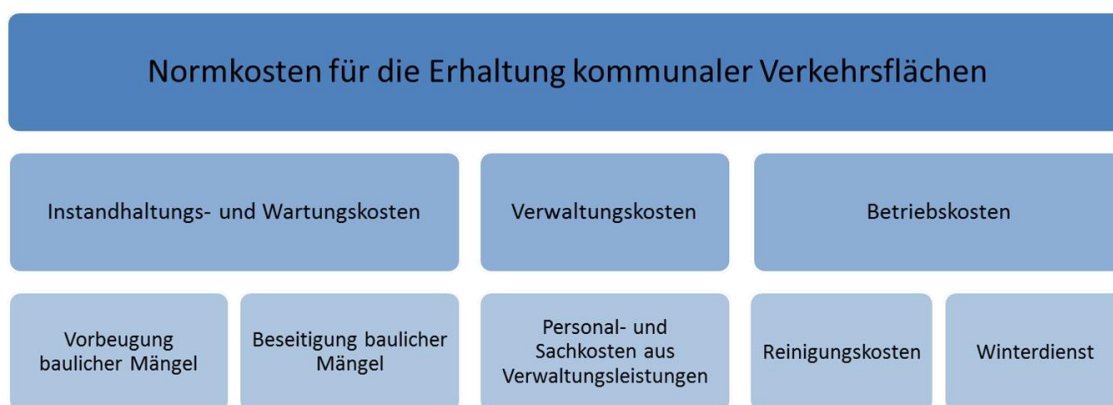 Normkosten für die Erhaltung kommunaler Verkehrsflächen
Instandhaltungs- und Wartungskosten
Verwaltungskosten
Betriebskosten
Vorbeugung
baulicher Mängel
Beseitigung baulicher
Mängel
Personal- und
Sachkosten aus
Verwaltungsleistungen
Reinigungskosten
Winterdienst